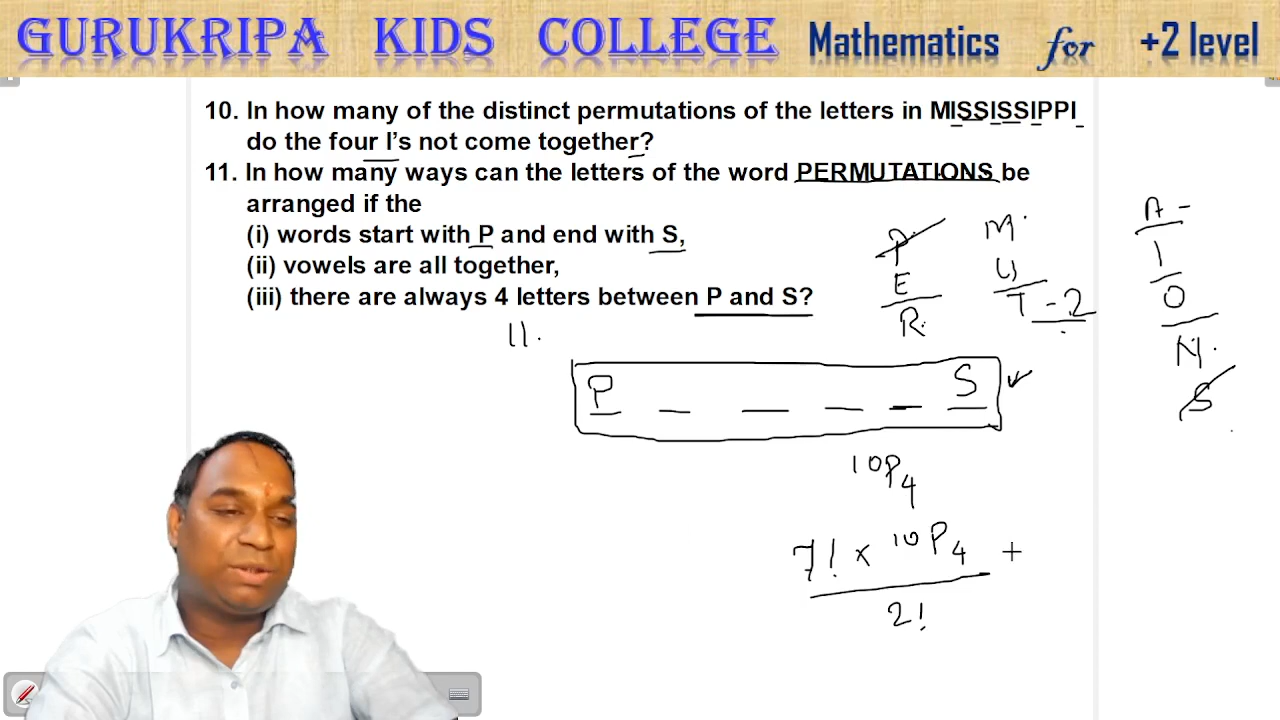 GURUKRIPA KIDS COLLEGE Mathematics for +2 level
10. In how many of the distinct permutations of the letters in MISSISSIPPI
do the four I's not come together?
11. In how many ways can the letters of the word PERMUTATIONS be
arranged if the
(i) words start with P and end with S,
(ii) vowels are all together,
(iii) there are always 4 letters between P and S?
11.
P E R
M U T - 2
A - I O N S
P _ _ _ _ S
10P4
7! x 10P4 +
2!